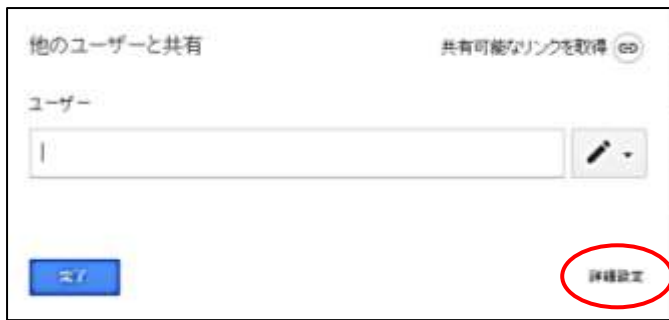 他のユーザーと共有
共有可能なリンクを取得
ユーザー
完了
詳細設定